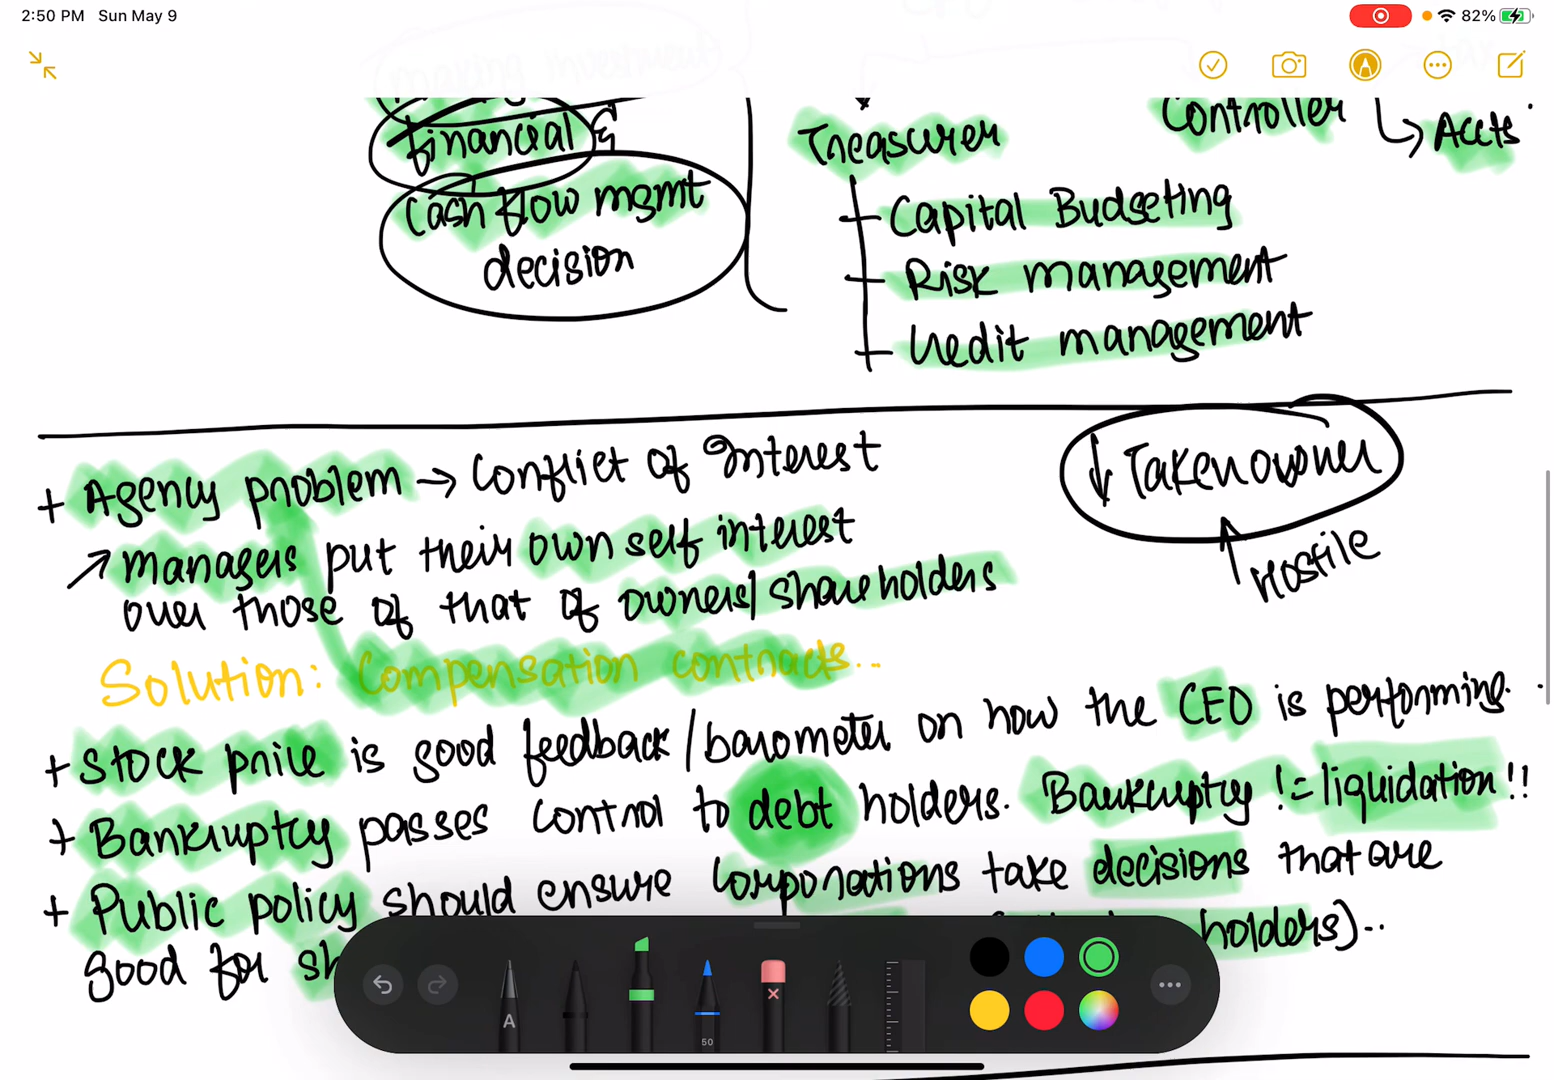 2:50 PM Sun May 9
82%
financial &
Cash flow mgmt
decision
Treasurer
Controller
Accts
Capital Budgeting
Risk management
Credit management
+ Agency problem → Conflict of Interest
managers put their own self interest
over those of that of owners/shareholders
↓ Takeover
Hostile
Solution: Compensation contracts..
+ Stock price is good feedback/barometer on how the CEO is performing.
+ Bankruptcy passes control to debt holders. Bankruptcy != liquidation!!
+ Public policy should ensure corporations take decisions that are
good for sh
holders)..
A
50